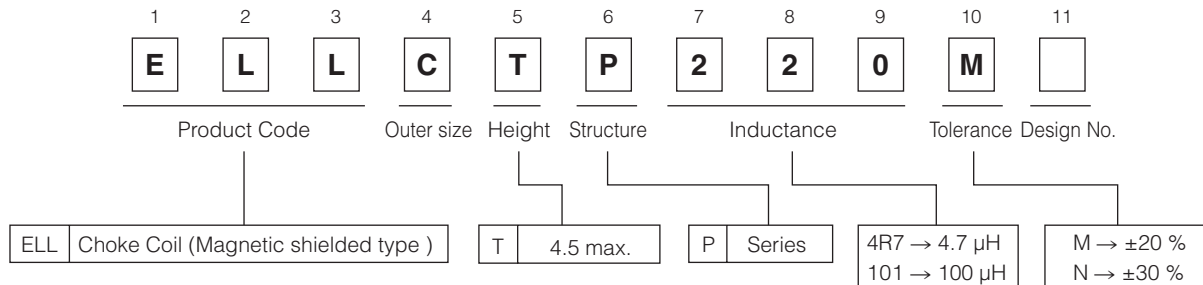 1 2 3 4 5 6 7 8 9 10 11
E L L C T P 2 2 0 M
Product Code Outer size Height Structure Inductance Tolerance Design No.
ELL Choke Coil (Magnetic shielded type ) T 4.5 max. P Series 4R7 → 4.7 µH M → ±20 %
101 → 100 µH N → ±30 %